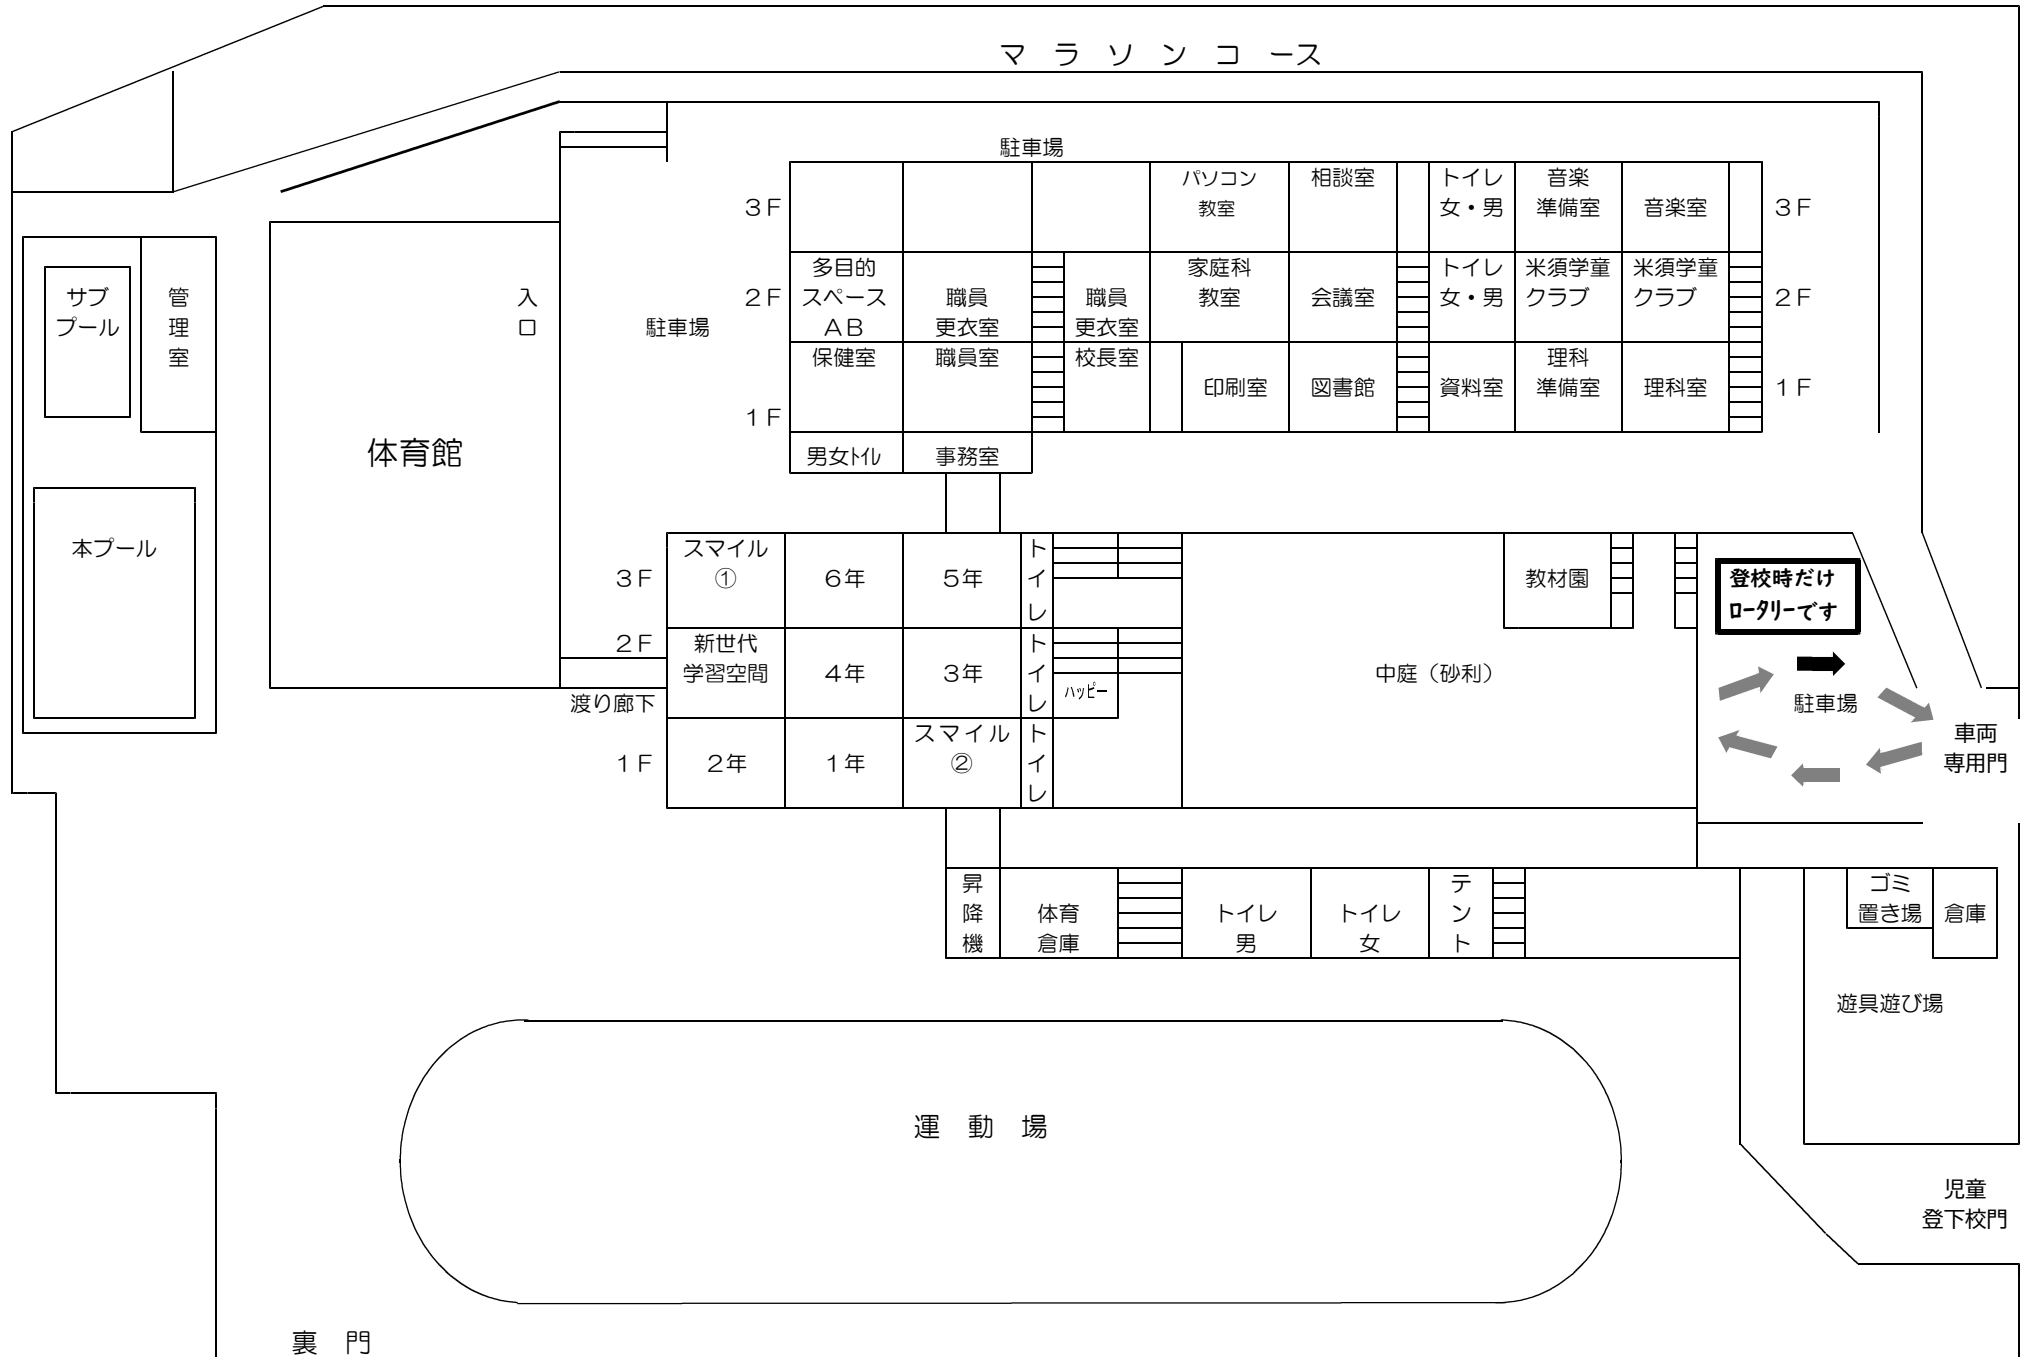 マラソンコース
駐車場
3F
パソコン
教室
相談室
トイレ
女・男
音楽
準備室
音楽室
3F
2F
多目的
スペース
AB
職員
更衣室
職員
更衣室
家庭科
教室
会議室
トイレ
女・男
米須学童
クラブ
米須学童
クラブ
2F
1F
保健室
職員室
校長室
印刷室
図書館
資料室
理科
準備室
理科室
1F
男女トイレ
事務室
サブ
プール
管理室
入口
駐車場
体育館
本プール
3F
スマイル
①
6年
5年
トイレ
2F
新世代
学習空間
4年
3年
トイレ
ハッピー
渡り廊下
1F
2年
1年
スマイル
②
トイレ
教材園
中庭（砂利）
登校時だけ
ロータリーです
駐車場
車両
専用門
昇降機
体育
倉庫
トイレ
男
トイレ
女
テント
ゴミ
置き場
倉庫
遊具遊び場
運動場
児童
登下校門
裏門